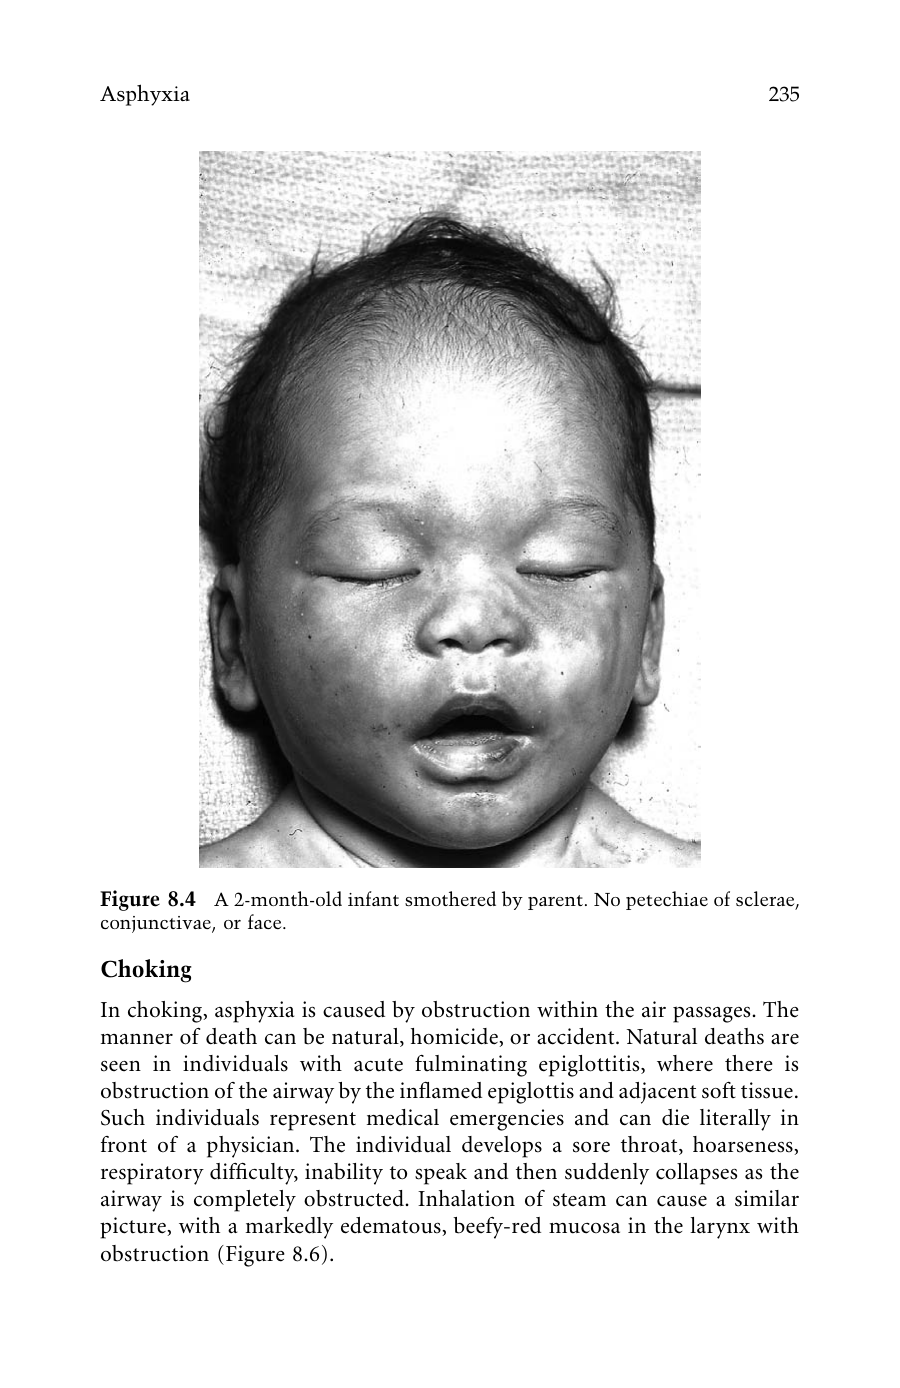 Asphyxia 235
Figure 8.4 A 2-month-old infant smothered by parent. No petechiae of sclerae,
conjunctivae, or face.
Choking
In choking, asphyxia is caused by obstruction within the air passages. The
manner of death can be natural, homicide, or accident. Natural deaths are
seen in individuals with acute fulminating epiglottitis, where there is
obstruction of the airway by the inflamed epiglottis and adjacent soft tissue.
Such individuals represent medical emergencies and can die literally in
front of a physician. The individual develops a sore throat, hoarseness,
respiratory difficulty, inability to speak and then suddenly collapses as the
airway is completely obstructed. Inhalation of steam can cause a similar
picture, with a markedly edematous, beefy-red mucosa in the larynx with
obstruction (Figure 8.6).